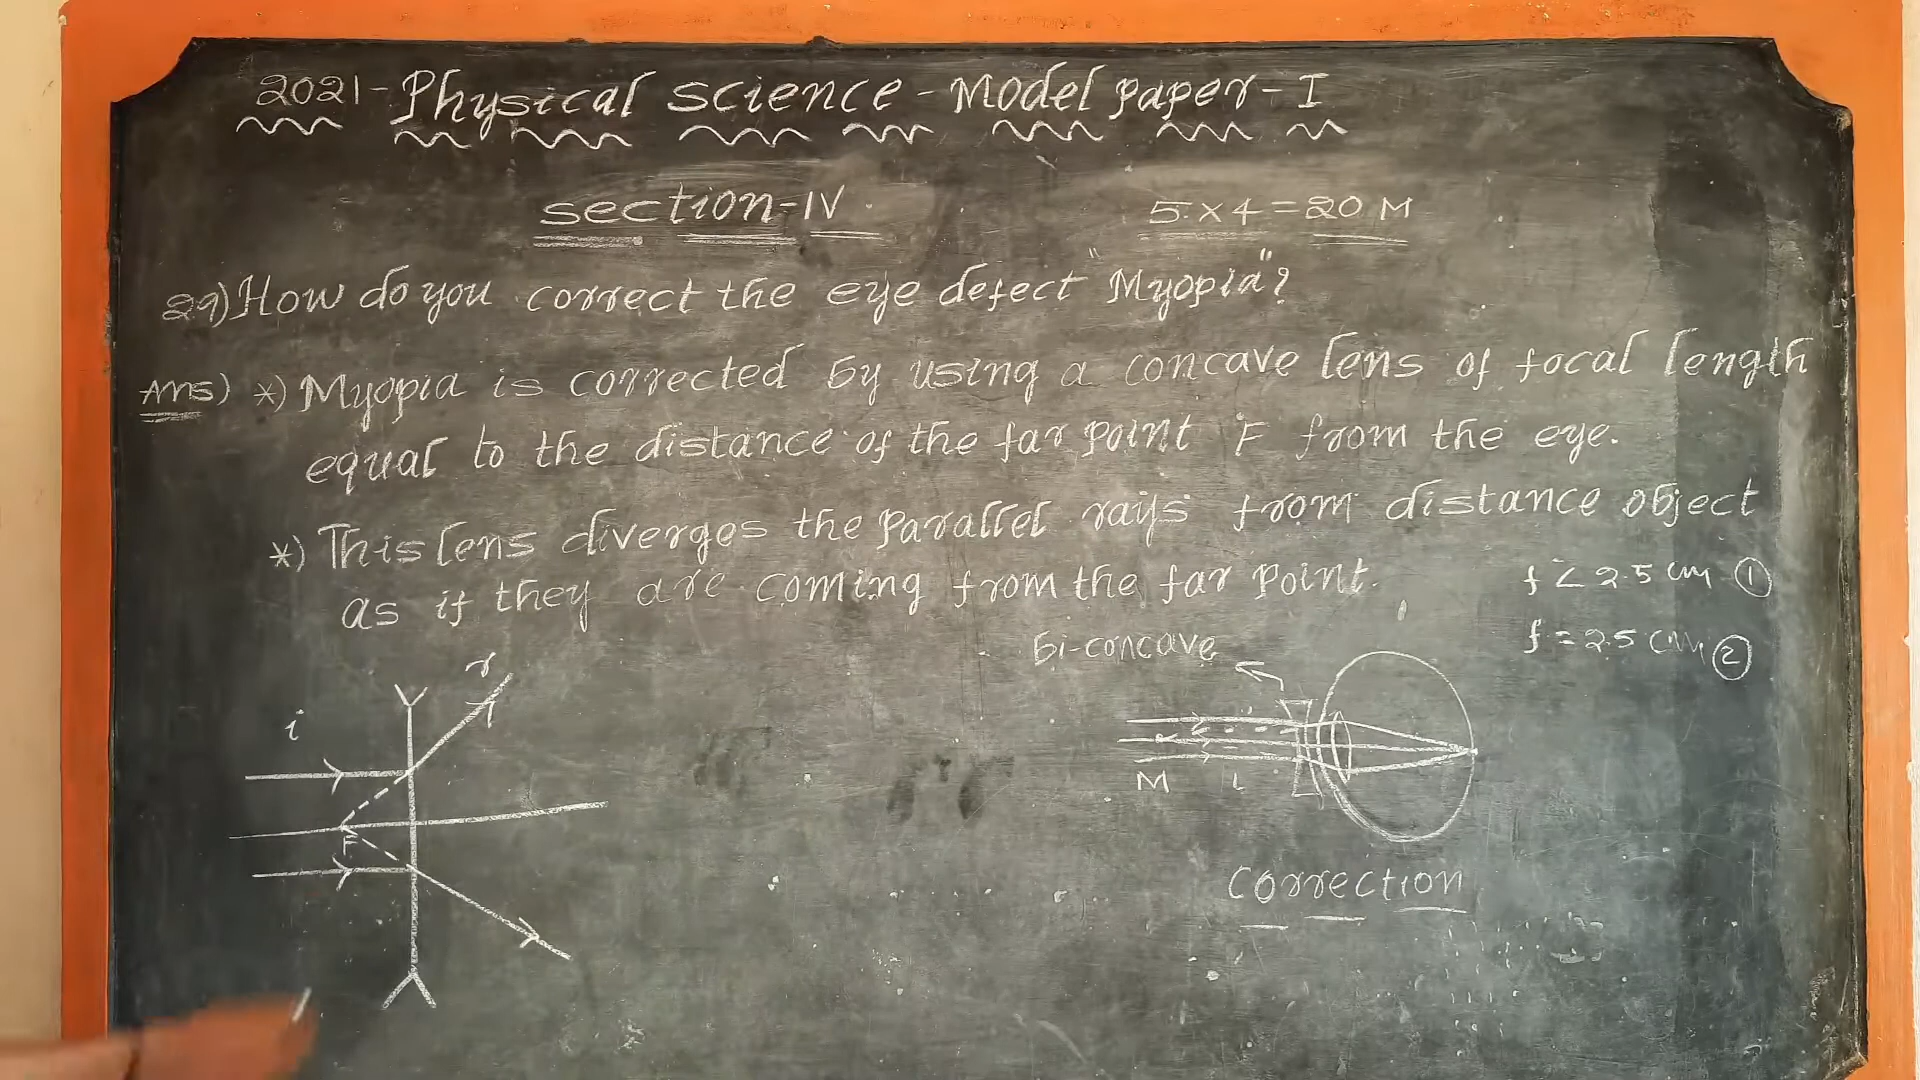 2021-Physical science-Model paper-I
section-IV
5×4=20 M
29) How do you correct the eye defect "Myopia"?
Ans) *) Myopia is corrected by using a concave lens of focal length
equal to the distance of the far point F from the eye.
*) This lens diverges the parallel rays from distance object
as if they are coming from the far point.
f < 2.5 cm ①
f = 2.5 cm ②
bi-concave
r
i
F
M L
Correction